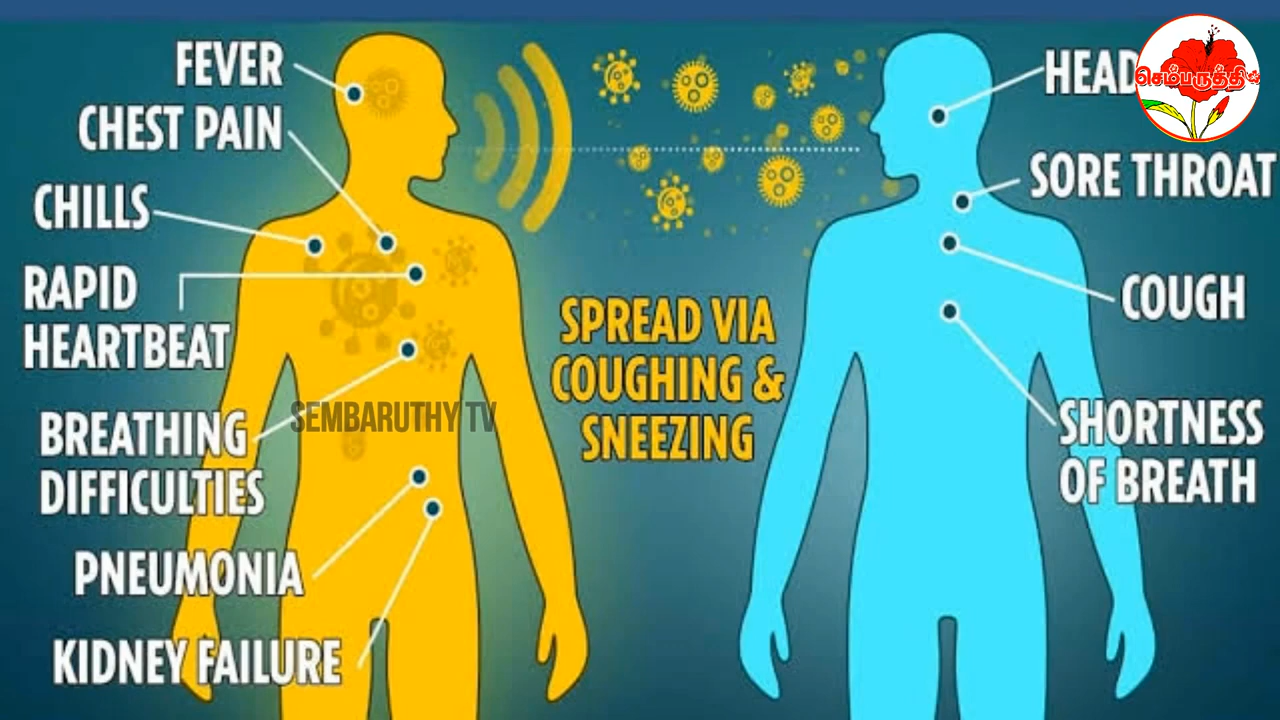 FEVER
CHEST PAIN
CHILLS
RAPID
HEARTBEAT
BREATHING
DIFFICULTIES
PNEUMONIA
KIDNEY FAILURE
SEMBARUTHY TV
SPREAD VIA
COUGHING &
SNEEZING
HEAD
செம்பருத்தி
SORE THROAT
COUGH
SHORTNESS
OF BREATH